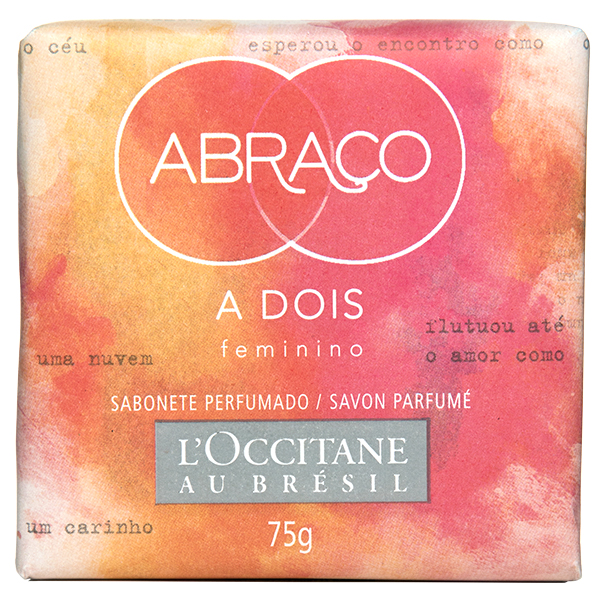 o céu
esperou o encontro como
o
ABRAÇO
A DOIS
feminino
flutuou até
uma nuvem
o amor como
SABONETE PERFUMADO / SAVON PARFUMÉ
L'OCCITANE
AU BRÉSIL
um carinho
75g